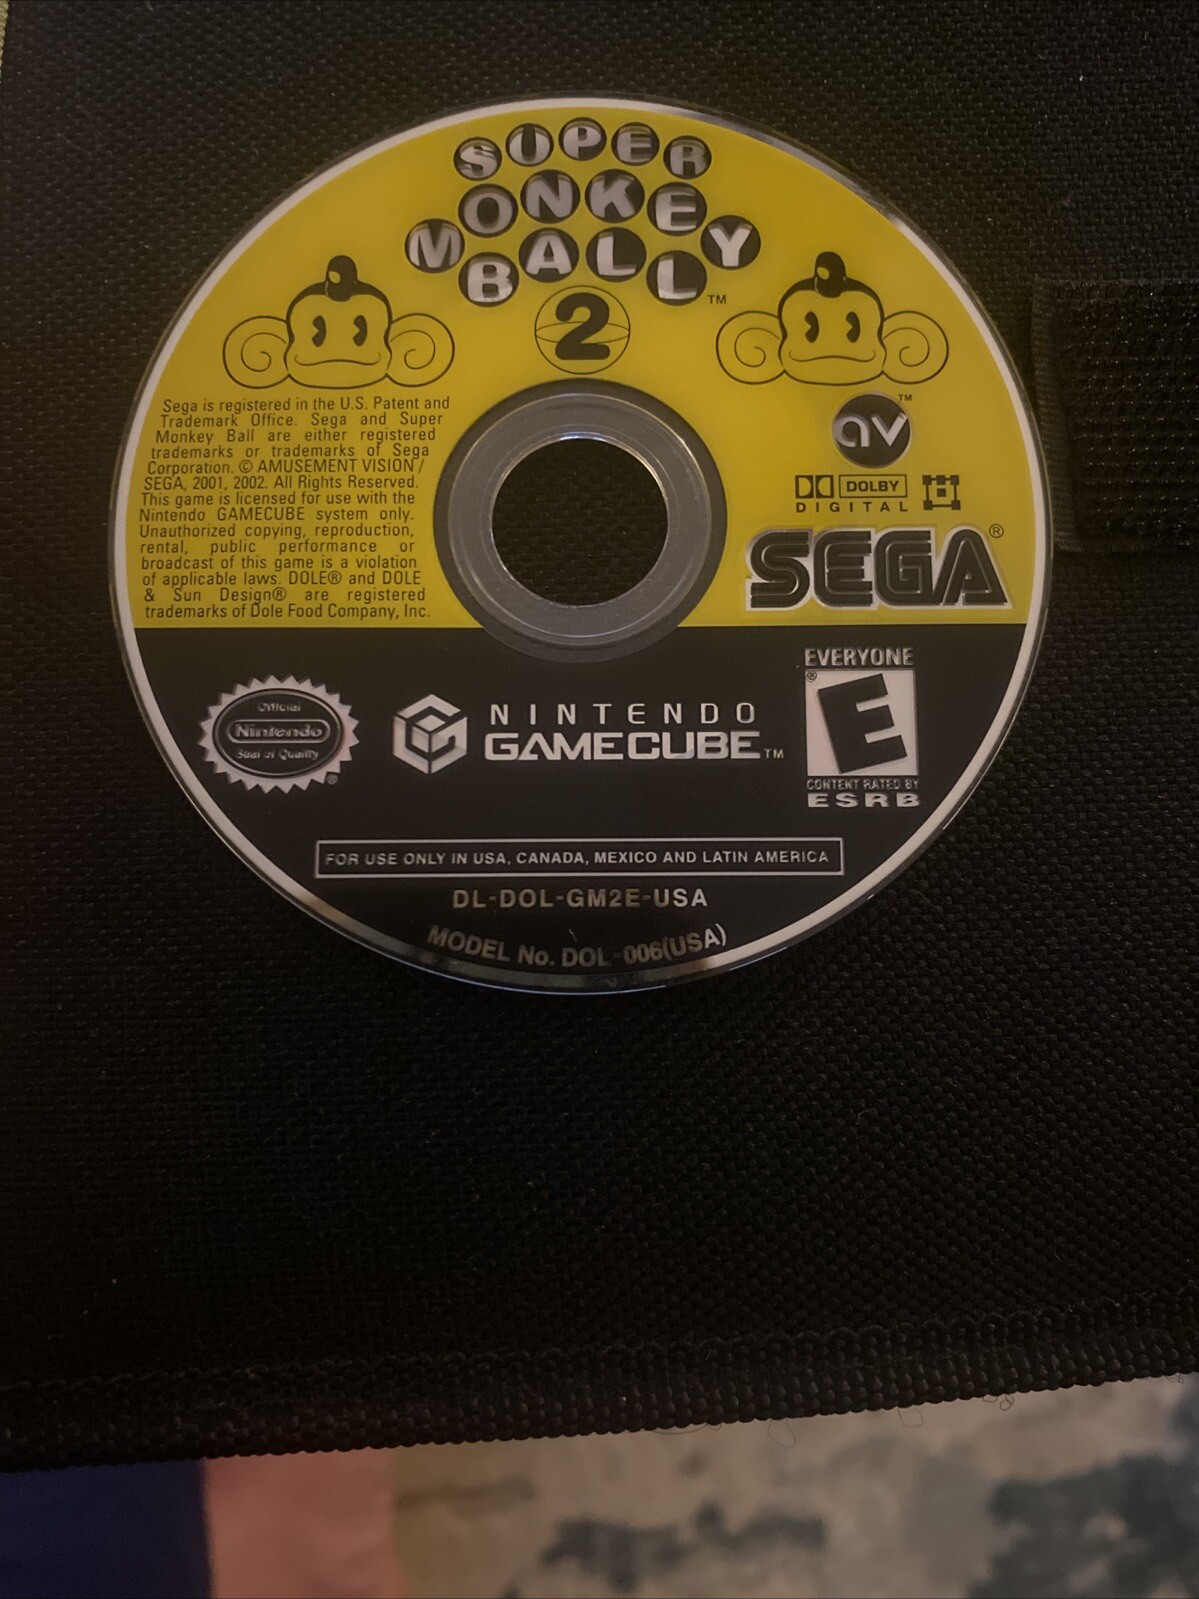 SUPER
MONKEY
BALL™
2
Sega is registered in the U.S. Patent and
Trademark Office. Sega and Super
Monkey Ball are either registered
trademarks or trademarks of Sega
Corporation. © AMUSEMENT VISION /
SEGA, 2001, 2002. All Rights Reserved.
This game is licensed for use with the
Nintendo GAMECUBE system only.
Unauthorized copying, reproduction,
rental, public performance or
broadcast of this game is a violation
of applicable laws. DOLE® and DOLE
& Sun Design® are registered
trademarks of Dole Food Company, Inc.
av™
DOLBY
DIGITAL
SEGA®
Official
Nintendo
Seal of Quality®
NINTENDO
GAMECUBE™
EVERYONE
E®
CONTENT RATED BY
ESRB
FOR USE ONLY IN USA, CANADA, MEXICO AND LATIN AMERICA
DL-DOL-GM2E-USA
MODEL No. DOL-006(USA)